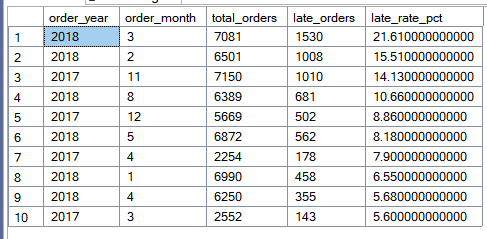 order_year order_month total_orders late_orders late_rate_pct
1 2018 3 7081 1530 21.610000000000
2 2018 2 6501 1008 15.510000000000
3 2017 11 7150 1010 14.130000000000
4 2018 8 6389 681 10.660000000000
5 2017 12 5669 502 8.860000000000
6 2018 5 6872 562 8.180000000000
7 2017 4 2254 178 7.900000000000
8 2018 1 6990 458 6.550000000000
9 2018 4 6250 355 5.680000000000
10 2017 3 2552 143 5.600000000000